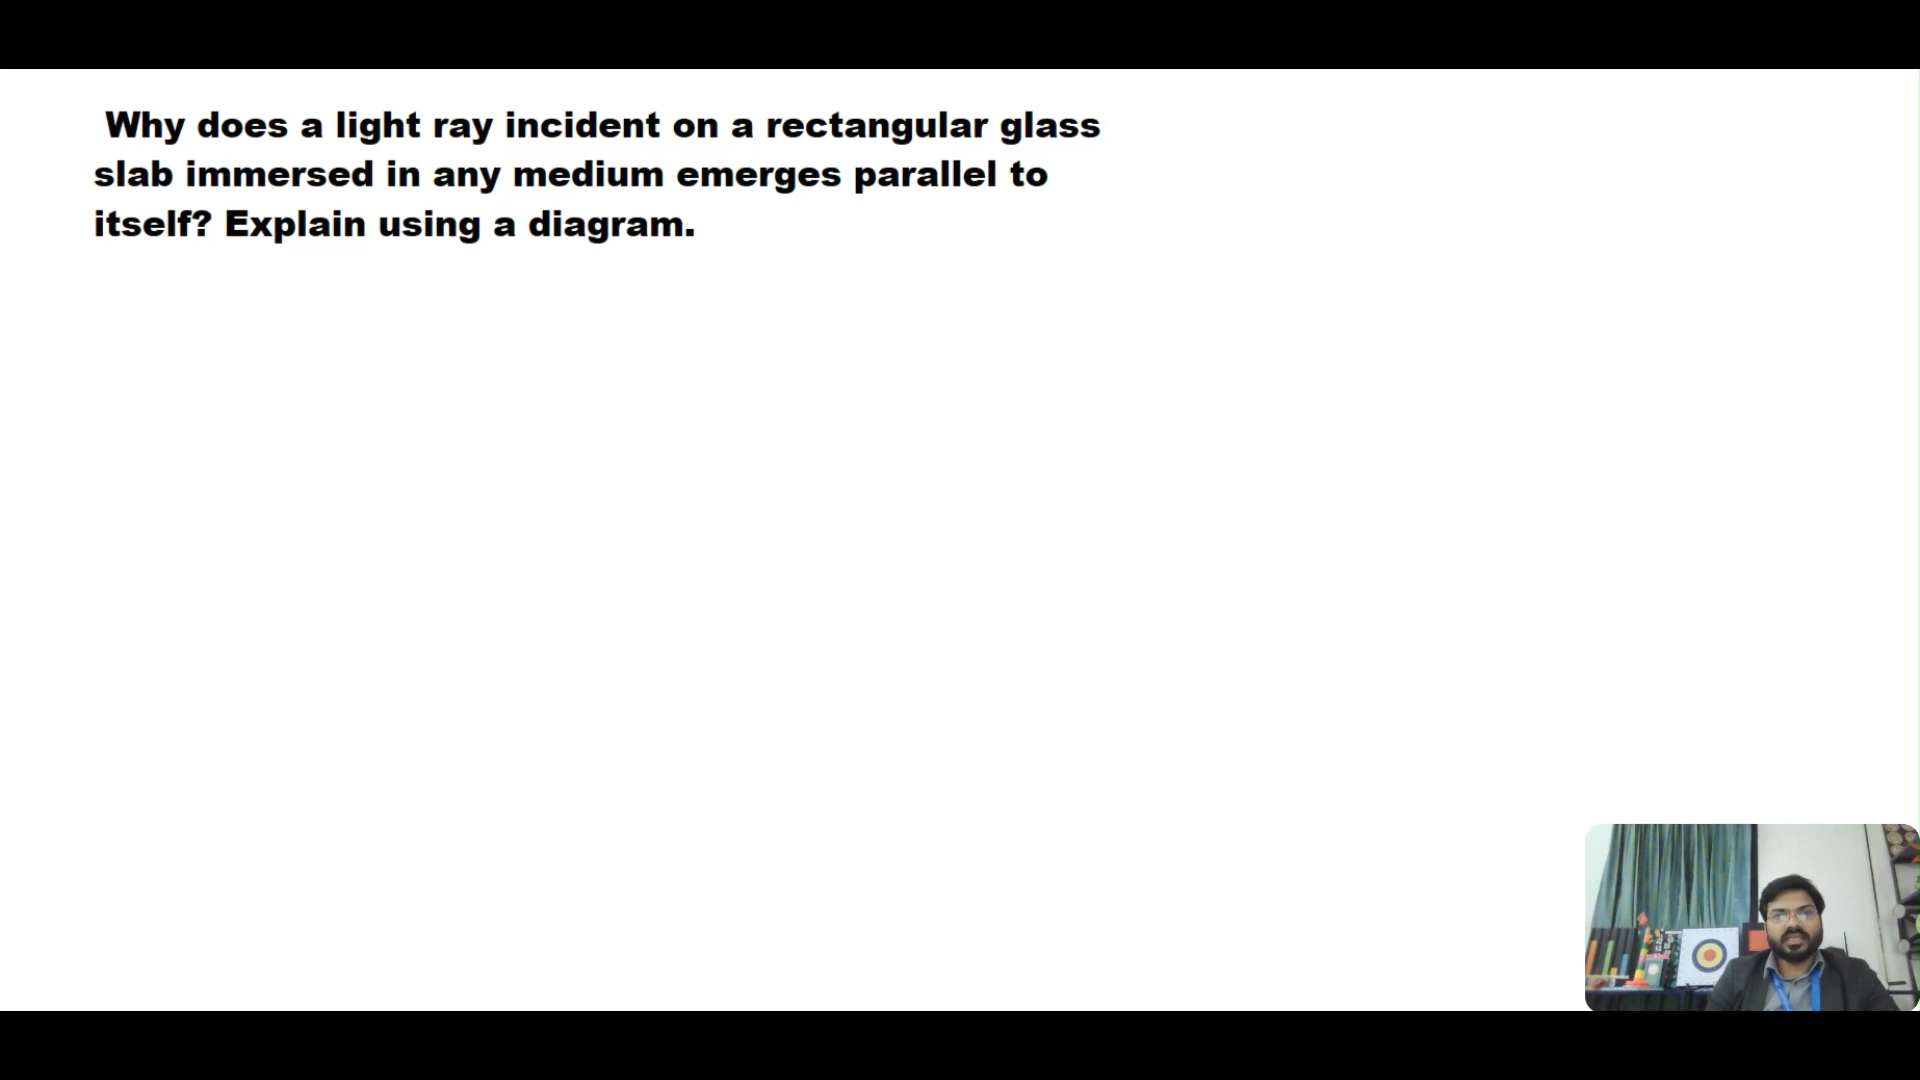 Why does a light ray incident on a rectangular glass
slab immersed in any medium emerges parallel to
itself? Explain using a diagram.